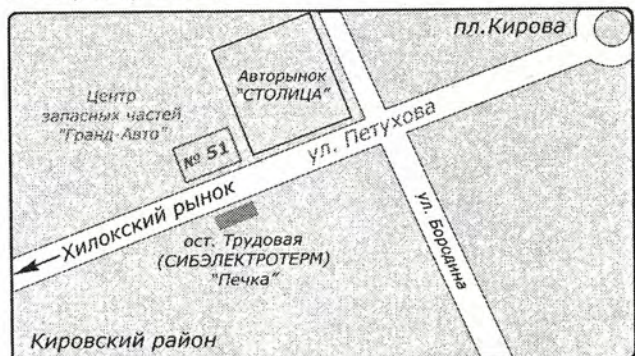 пл.Кирова
Авторынок
"СТОЛИЦА"
Центр
запасных частей
"Гранд-Авто"
№ 51
ул. Петухова
Хилокский рынок
ул. Бородина
ост. Трудовая
(СИБЭЛЕКТРОТЕРМ)
"Печка"
Кировский район